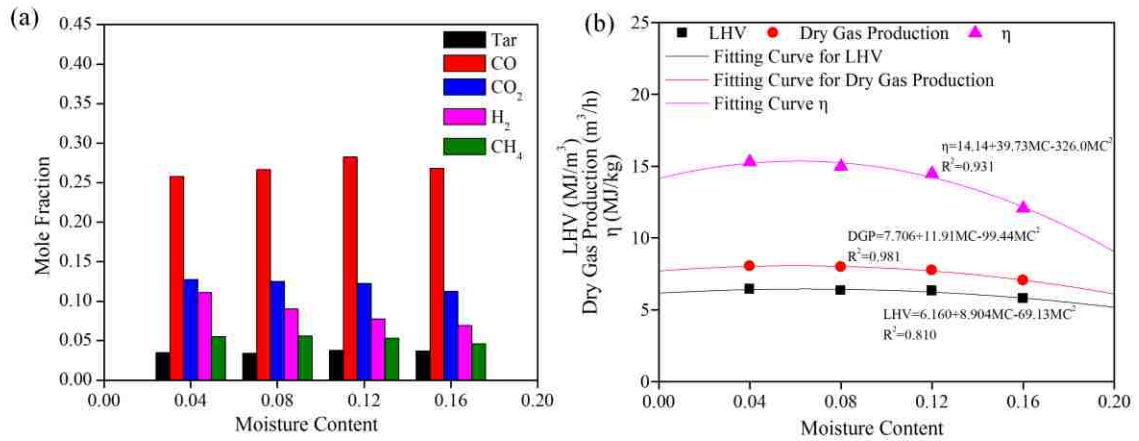 (a)
0.45
0.40
0.35
0.30
0.25
0.20
0.15
0.10
0.05
0.00
Mole Fraction
Tar
CO
CO₂
H₂
CH₄
0.00
0.04
0.08
0.12
0.16
0.20
Moisture Content
(b)
25
20
15
10
5
0
LHV (MJ/m³)
Dry Gas Production (m³/h)
η (MJ/kg)
LHV
Dry Gas Production
η
Fitting Curve for LHV
Fitting Curve for Dry Gas Production
Fitting Curve η
η=14.14+39.73MC-326.0MC²
R²=0.931
DGP=7.706+11.91MC-99.44MC²
R²=0.981
LHV=6.160+8.904MC-69.13MC²
R²=0.810
0.00
0.04
0.08
0.12
0.16
0.20
Moisture Content